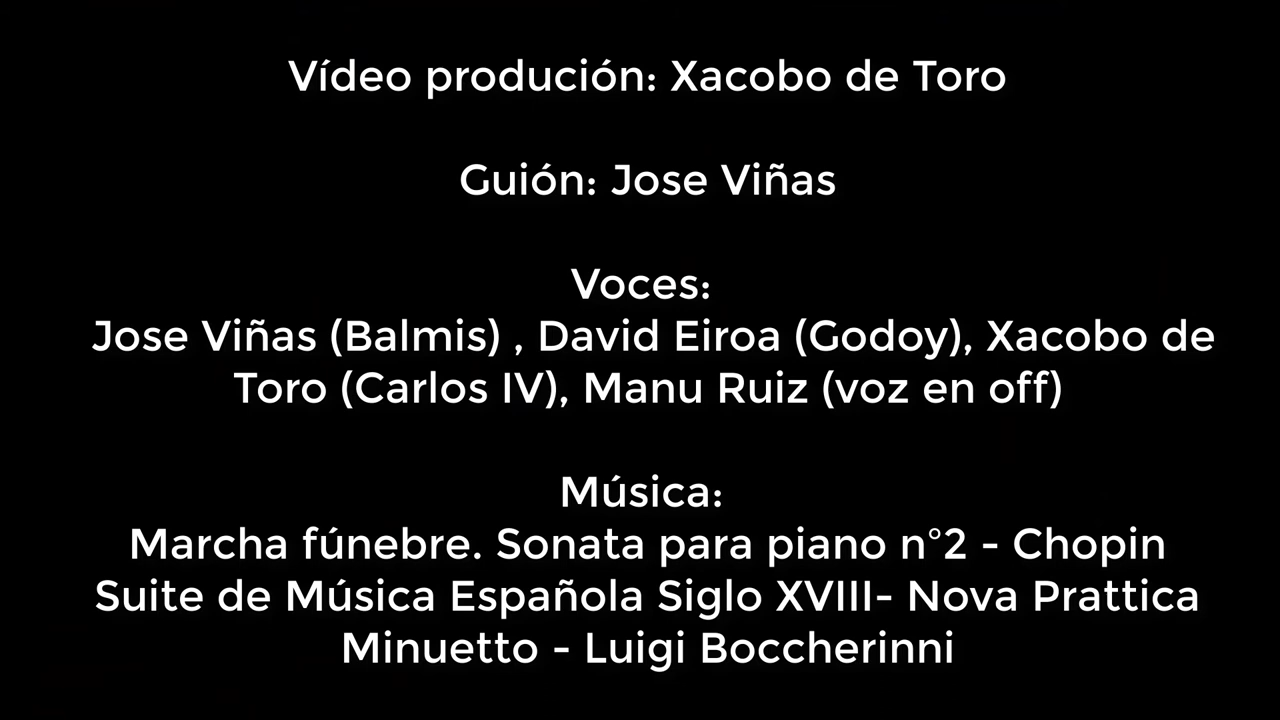 Vídeo produción: Xacobo de Toro
Guión: Jose Viñas
Voces:
Jose Viñas (Balmis) , David Eiroa (Godoy), Xacobo de
Toro (Carlos IV), Manu Ruiz (voz en off)
Música:
Marcha fúnebre. Sonata para piano n°2 - Chopin
Suite de Música Española Siglo XVIII- Nova Prattica
Minuetto - Luigi Boccherinni